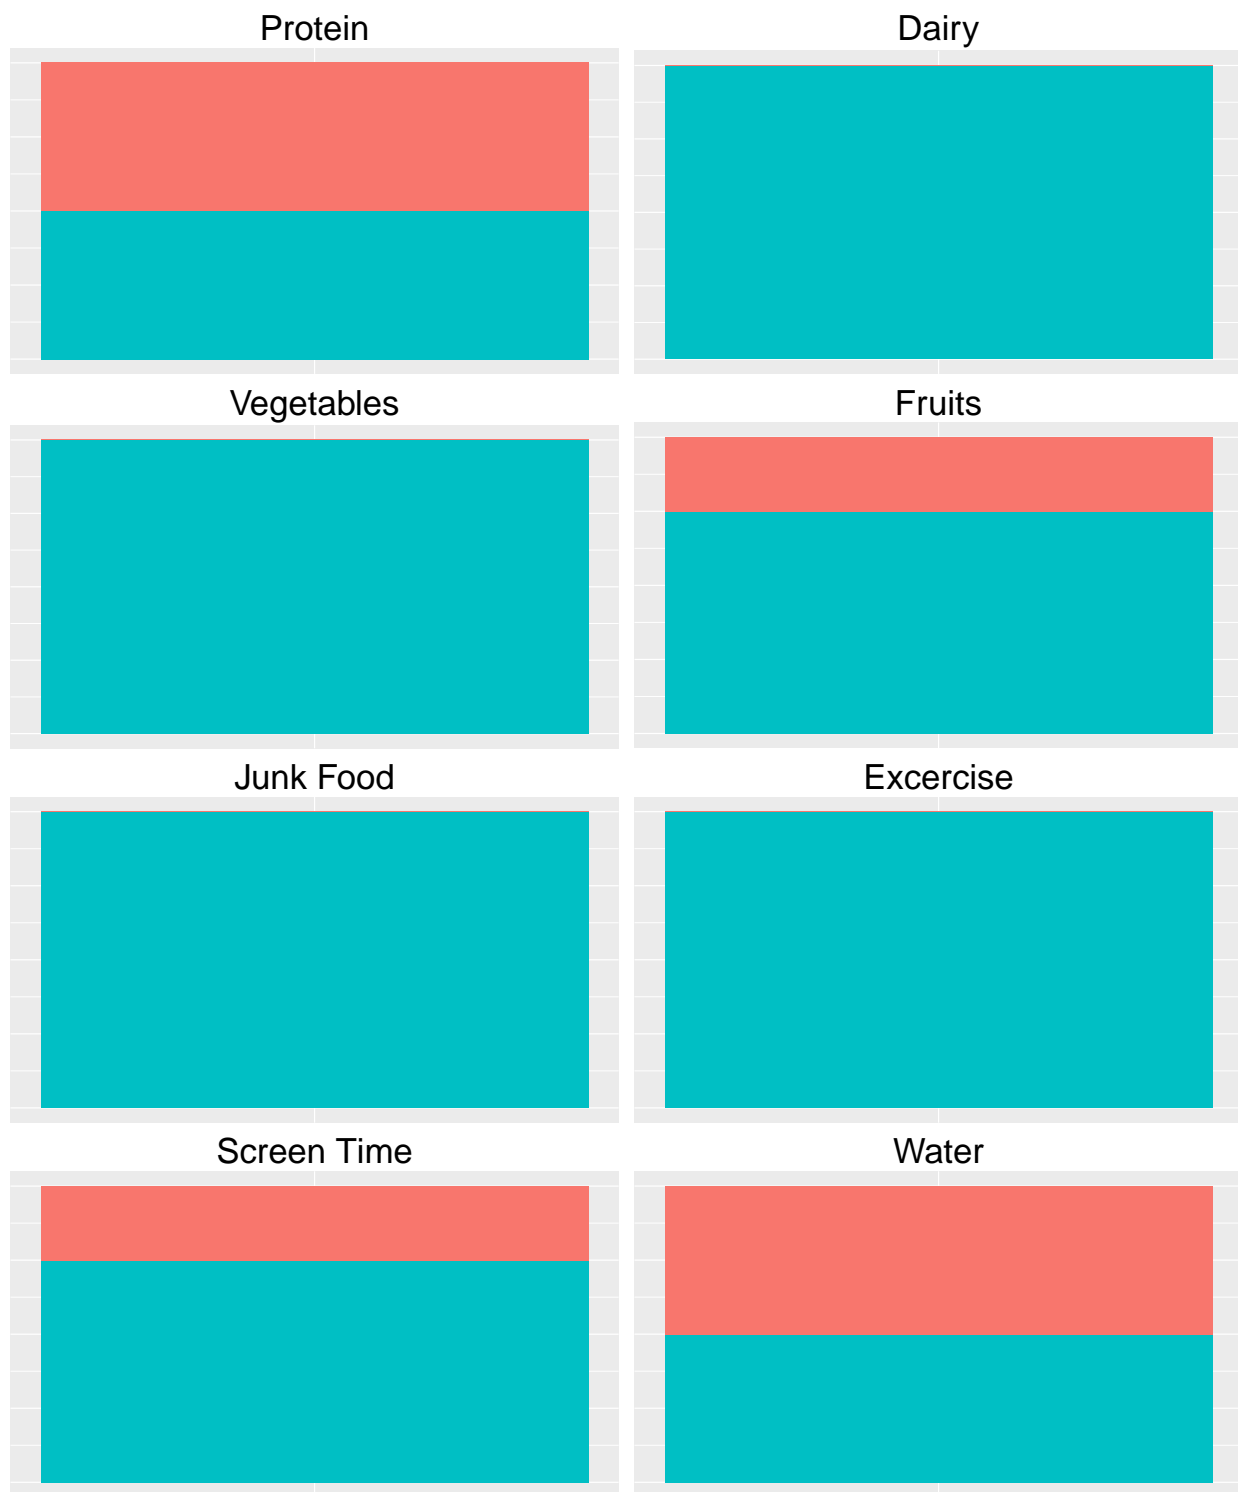 Protein
Dairy
Vegetables
Fruits
Junk Food
Excercise
Screen Time
Water